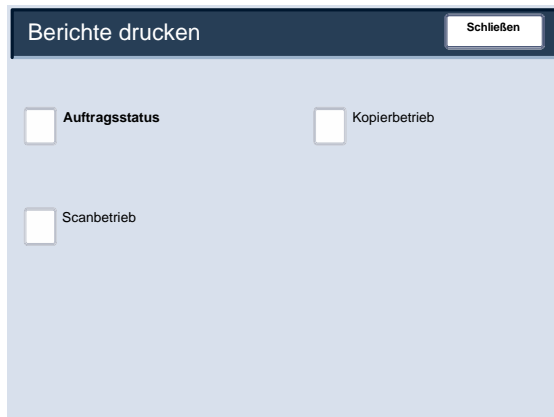 Berichte drucken
Schließen
Auftragsstatus
Kopierbetrieb
Scanbetrieb